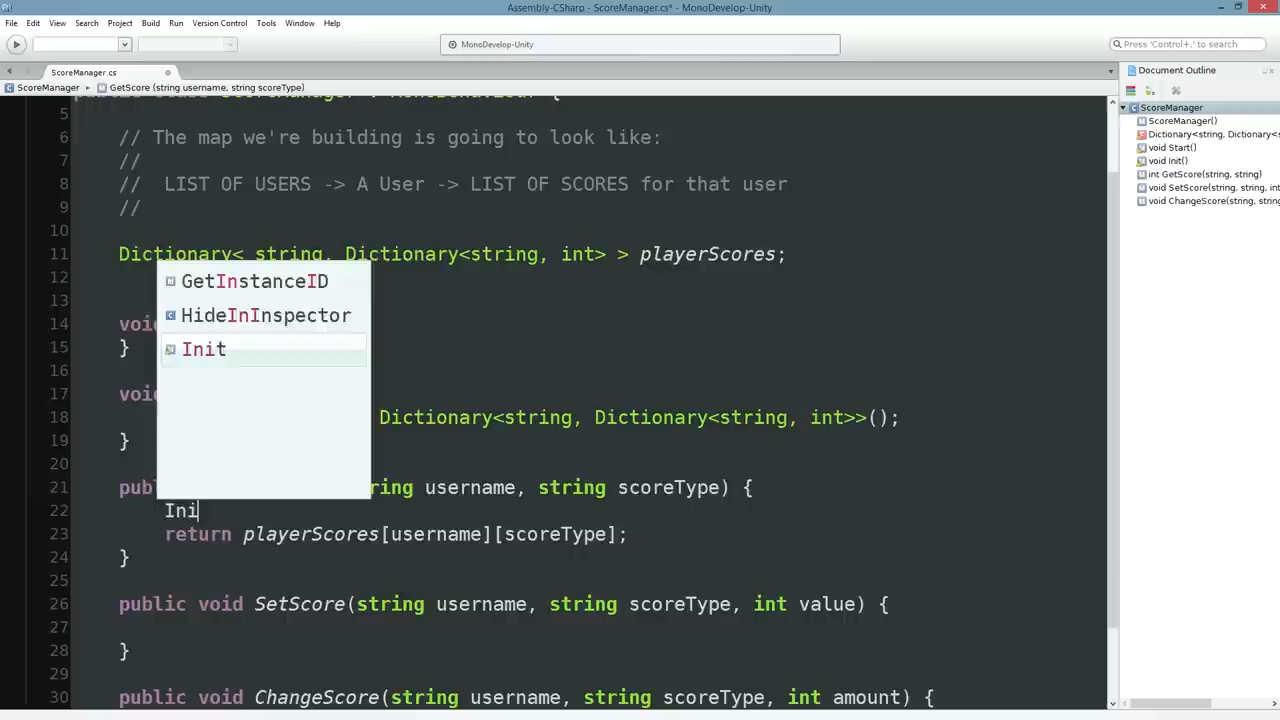 Assembly-CSharp - ScoreManager.cs* - MonoDevelop-Unity
File Edit View Search Project Build Run Version Control Tools Window Help
MonoDevelop-Unity
Press 'Control+,' to search
ScoreManager.cs
Document Outline
ScoreManager ▸ GetScore (string username, string scoreType)
ScoreManager
ScoreManager()
Dictionary<string, Dictionary<s
void Start()
void Init()
int GetScore(string, string)
void SetScore(string, string, int
void ChangeScore(string, string
5
6 // The map we're building is going to look like:
7 //
8 // LIST OF USERS -> A User -> LIST OF SCORES for that user
9 //
10
11 Dictionary< string, Dictionary<string, int> > playerScores;
12
GetInstanceID
13
HideInInspector
14 voi
15 }
Init
16
17 voi
18 Dictionary<string, Dictionary<string, int>>();
19 }
20
21 pub ring username, string scoreType) {
22 Ini
23 return playerScores[username][scoreType];
24 }
25
26 public void SetScore(string username, string scoreType, int value) {
27
28 }
29
30 public void ChangeScore(string username, string scoreType, int amount) {